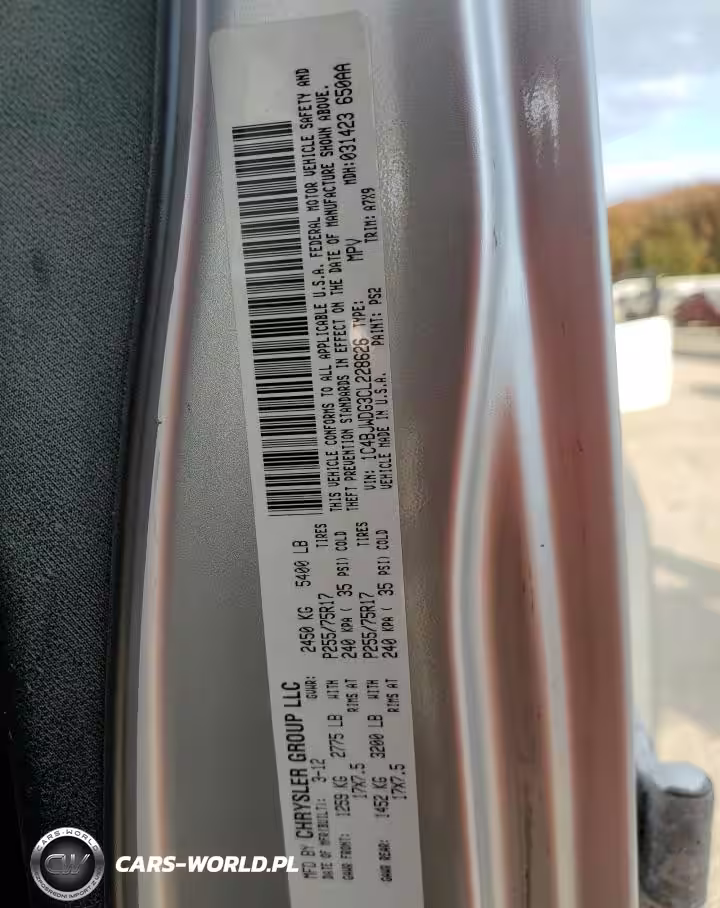 MFD BY CHRYSLER GROUP LLC
DATE OF MFR(BUILT): 3-12 GVWR: 2450 KG 5400 LB
GAWR FRONT: 1259 KG 2775 LB WITH P255/75R17 TIRES
17X7.5 RIMS AT 240 KPA ( 35 PSI) COLD
GAWR REAR: 1452 KG 3200 LB WITH P255/75R17 TIRES
17X7.5 RIMS AT 240 KPA ( 35 PSI) COLD
THIS VEHICLE CONFORMS TO ALL APPLICABLE U.S.A. FEDERAL MOTOR VEHICLE SAFETY AND
THEFT PREVENTION STANDARDS IN EFFECT ON THE DATE OF MANUFACTURE SHOWN ABOVE.
VIN: 1C4BJWDG3CL228626 TYPE: MPV MDH:031423 650AA
VEHICLE MADE IN U.S.A. PAINT: PS2 TRIM: A7X9
CARS-WORLD
CW
CARS-WORLD.PL